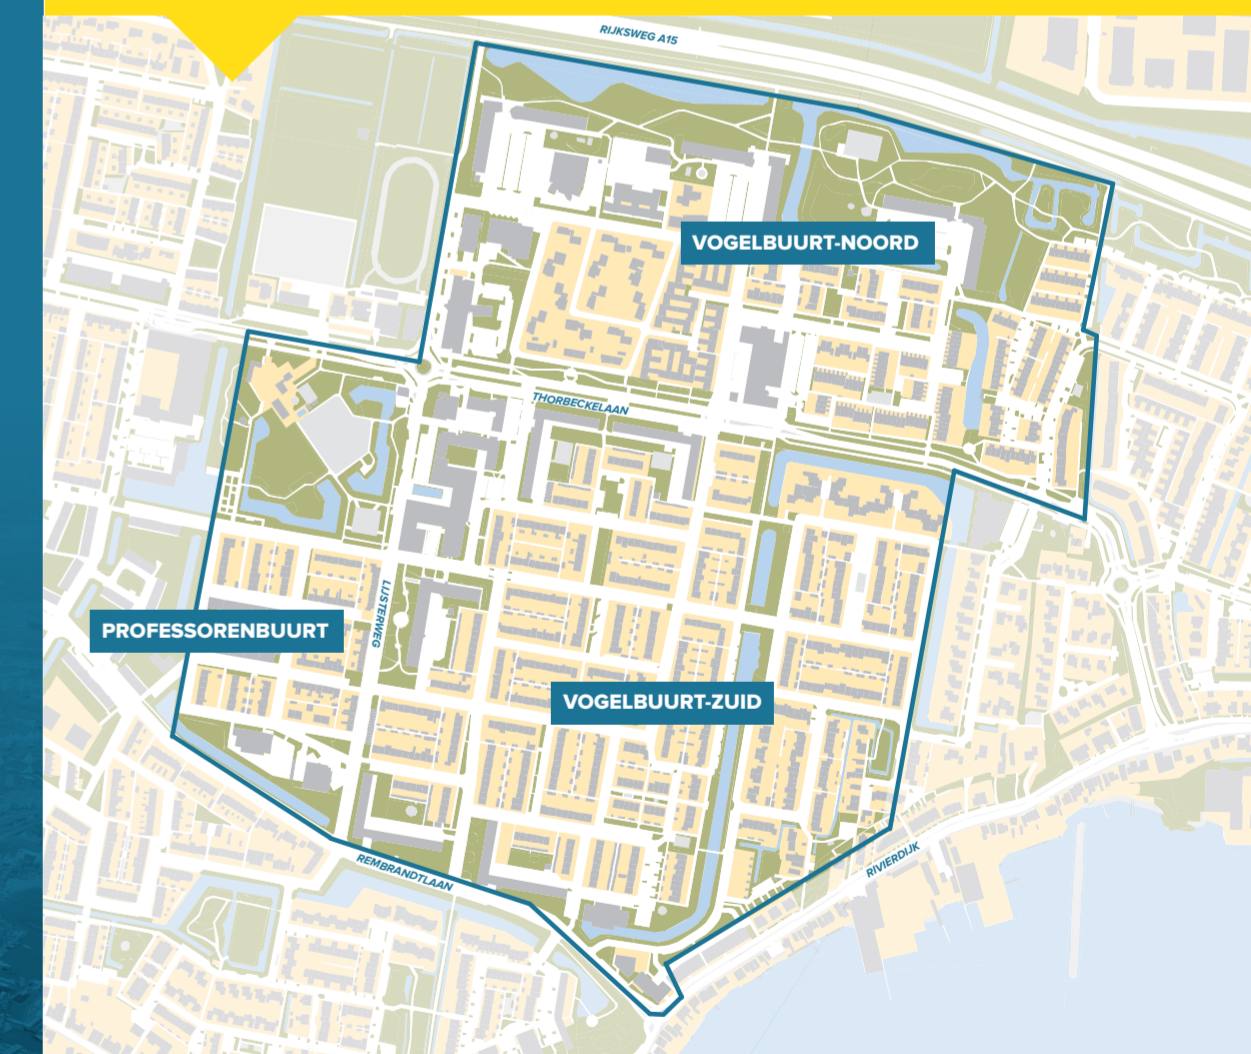 RIJKSWEG A15
VOGELBUURT-NOORD
THORBECKELAAN
LIJSTERWEG
PROFESSORENBUURT
VOGELBUURT-ZUID
REMBRANDTLAAN
RIVIERDIJK